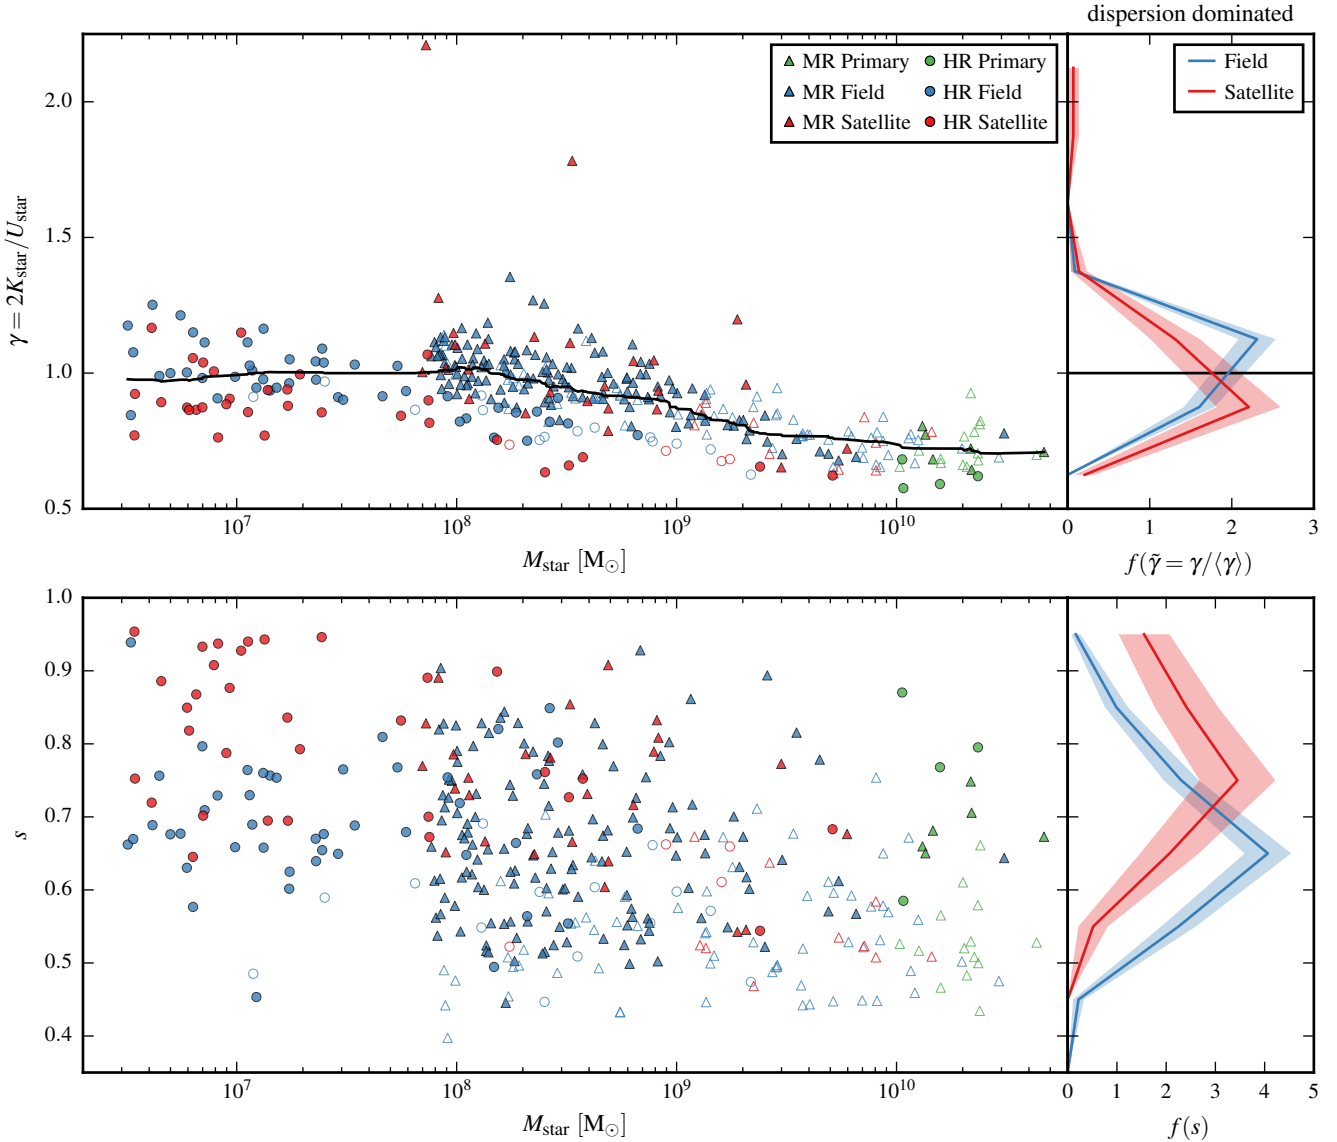 dispersion dominated
MR Primary HR Primary
MR Field HR Field
MR Satellite HR Satellite
Field
Satellite
γ = 2K_star/U_star
2.0
1.5
1.0
0.5
10^7 10^8 10^9 10^10
M_star [M_⊙]
0 1 2 3
f(γ̃ = γ/⟨γ⟩)
s
1.0
0.9
0.8
0.7
0.6
0.5
0.4
10^7 10^8 10^9 10^10
M_star [M_⊙]
0 1 2 3 4 5
f(s)